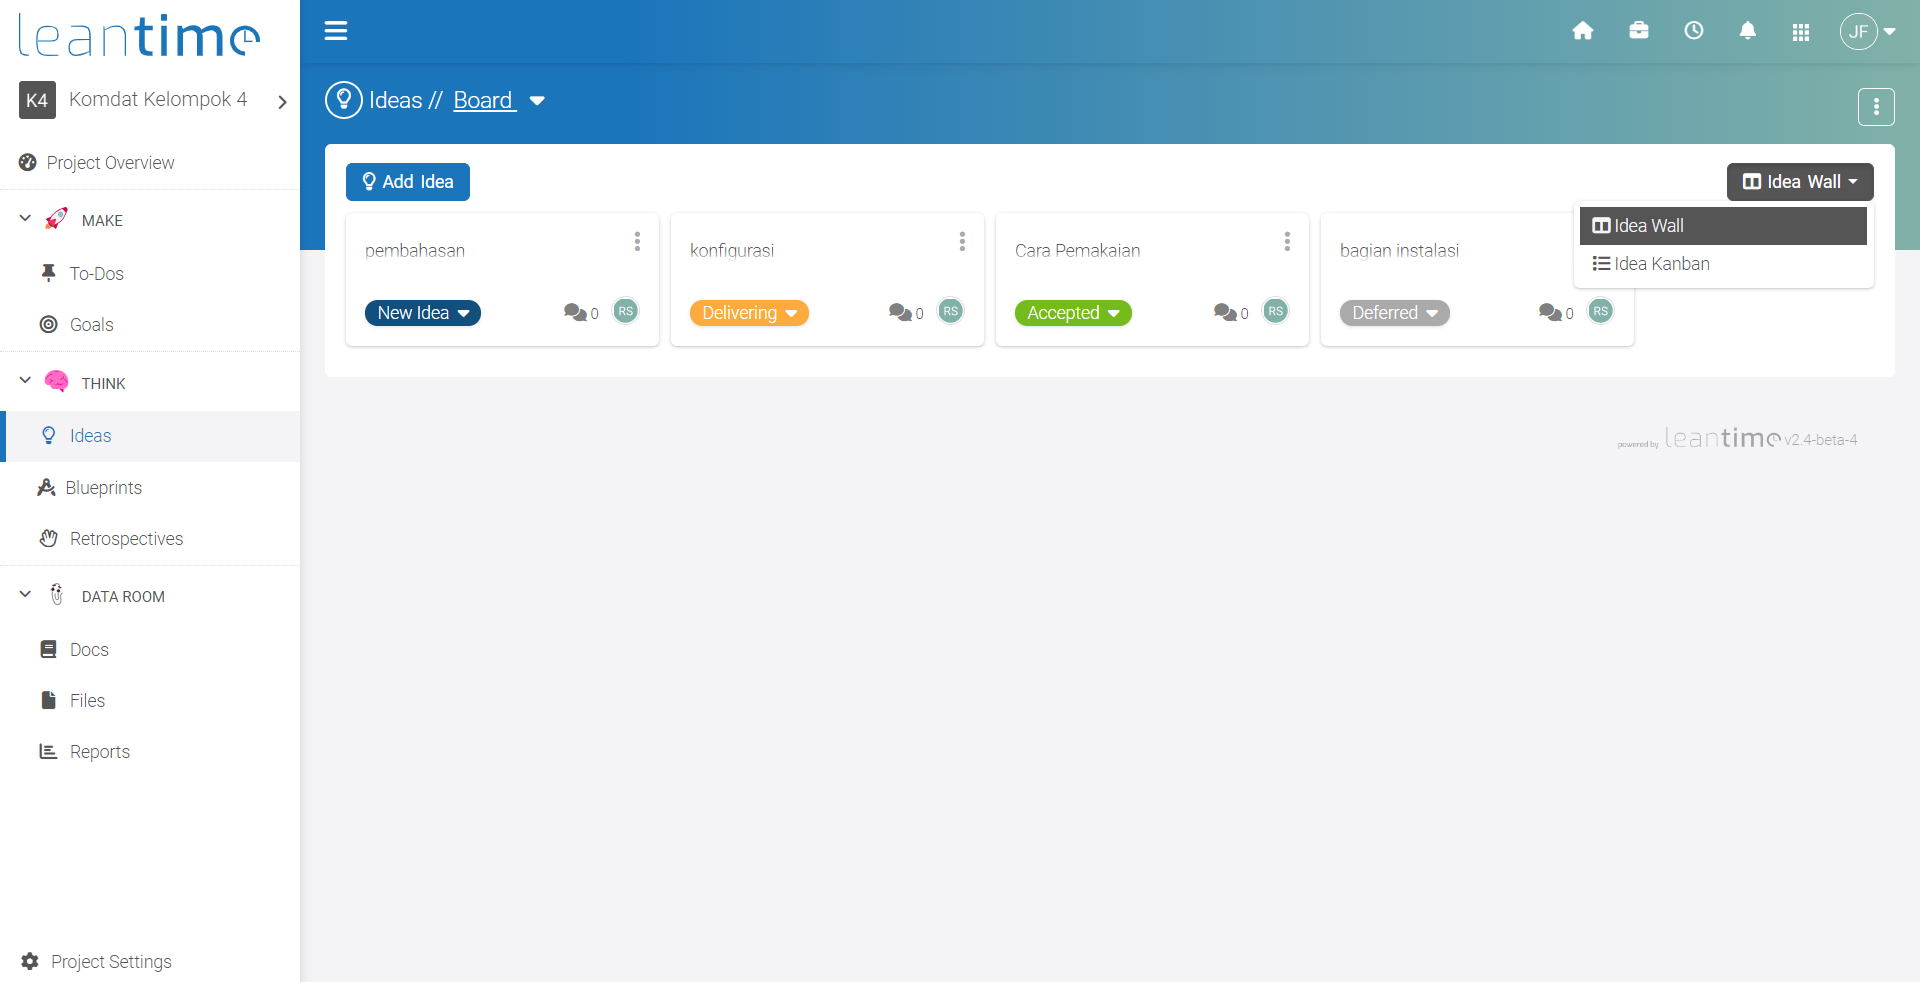 leantime
JF
K4 Komdat Kelompok 4
Ideas // Board
Project Overview
Add Idea
Idea Wall
MAKE
Idea Wall
Idea Kanban
pembahasan
konfigurasi
Cara Pemakaian
bagian instalasi
To-Dos
New Idea 0 RS
Delivering 0 RS
Accepted 0 RS
Deferred 0 RS
Goals
THINK
Ideas
powered by leantime v2.4-beta-4
Blueprints
Retrospectives
DATA ROOM
Docs
Files
Reports
Project Settings